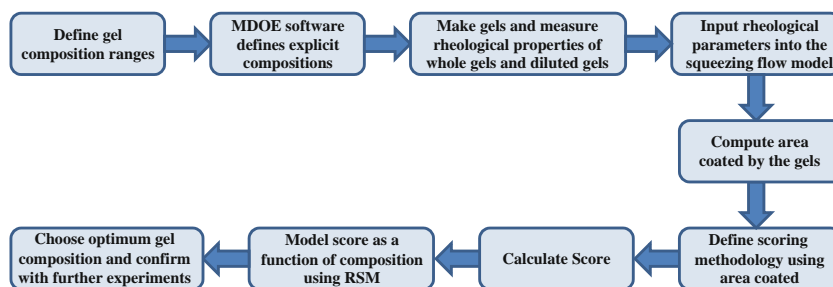 Define gel
composition ranges
MDOE software
defines explicit
compositions
Make gels and measure
rheological properties of
whole gels and diluted gels
Input rheological
parameters into the
squeezing flow model
Compute area
coated by the gels
Define scoring
methodology using
area coated
Calculate Score
Model score as a
function of composition
using RSM
Choose optimum gel
composition and confirm
with further experiments